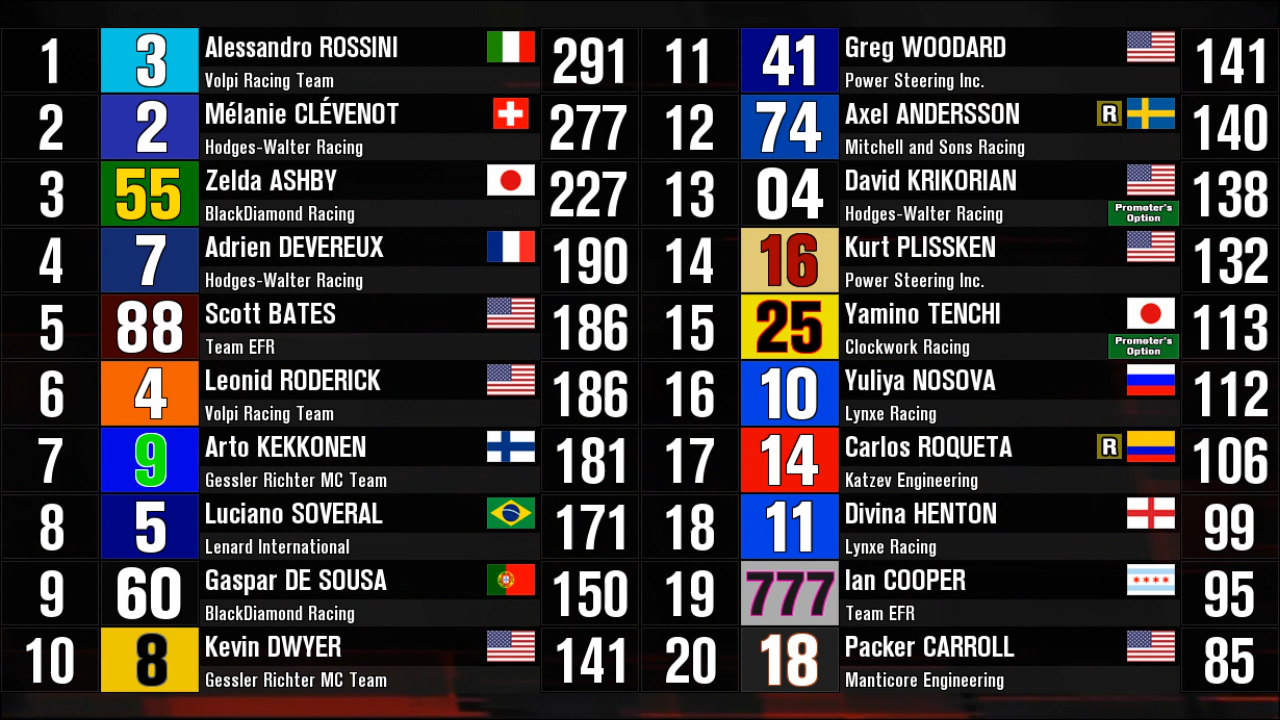 1 3 Alessandro ROSSINI 291
Volpi Racing Team
2 2 Mélanie CLÉVENOT 277
Hodges-Walter Racing
3 55 Zelda ASHBY 227
BlackDiamond Racing
4 7 Adrien DEVEREUX 190
Hodges-Walter Racing
5 88 Scott BATES 186
Team EFR
6 4 Leonid RODERICK 186
Volpi Racing Team
7 9 Arto KEKKONEN 181
Gessler Richter MC Team
8 5 Luciano SOVERAL 171
Lenard International
9 60 Gaspar DE SOUSA 150
BlackDiamond Racing
10 8 Kevin DWYER 141
Gessler Richter MC Team
11 41 Greg WOODARD 141
Power Steering Inc.
12 74 Axel ANDERSSON R 140
Mitchell and Sons Racing
13 04 David KRIKORIAN 138
Hodges-Walter Racing Promoter's
Option
14 16 Kurt PLISSKEN 132
Power Steering Inc.
15 25 Yamino TENCHI 113
Clockwork Racing Promoter's
Option
16 10 Yuliya NOSOVA 112
Lynxe Racing
17 14 Carlos ROQUETA R 106
Katzev Engineering
18 11 Divina HENTON 99
Lynxe Racing
19 777 Ian COOPER 95
Team EFR
20 18 Packer CARROLL 85
Manticore Engineering